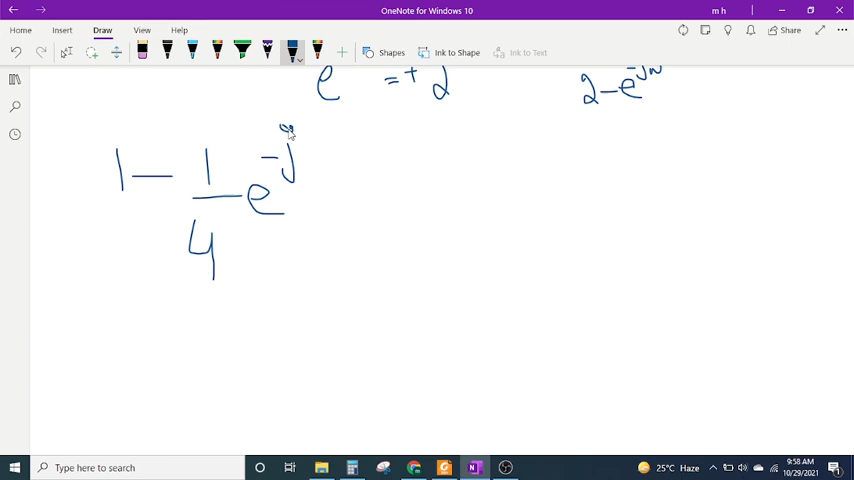 OneNote for Windows 10
m h
Home Insert Draw View Help
Share
Shapes Ink to Shape Ink to Text
e =+ 2
2-e^-jw
1 - 1/4 e^-j
Type here to search
25°C Haze
9:58 AM
10/29/2021
1